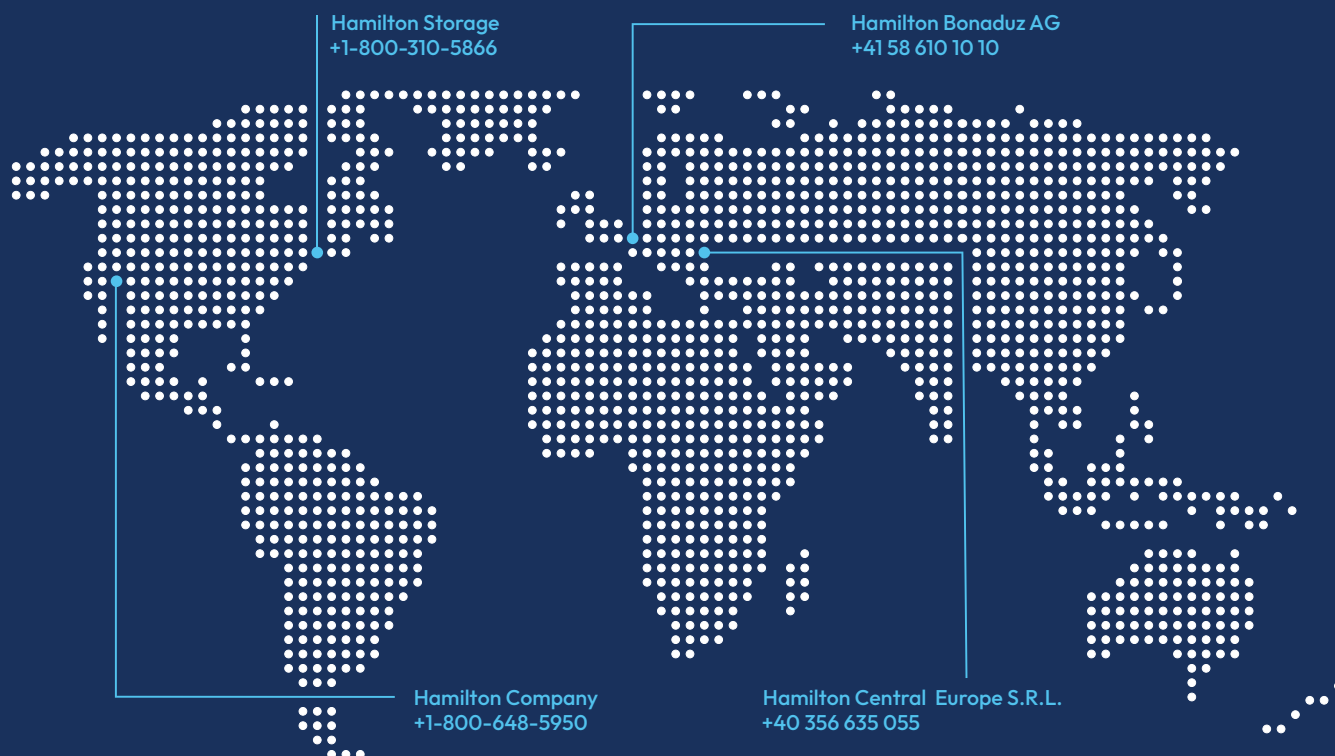 Hamilton Storage
+1-800-310-5866
Hamilton Bonaduz AG
+41 58 610 10 10
Hamilton Company
+1-800-648-5950
Hamilton Central Europe S.R.L.
+40 356 635 055